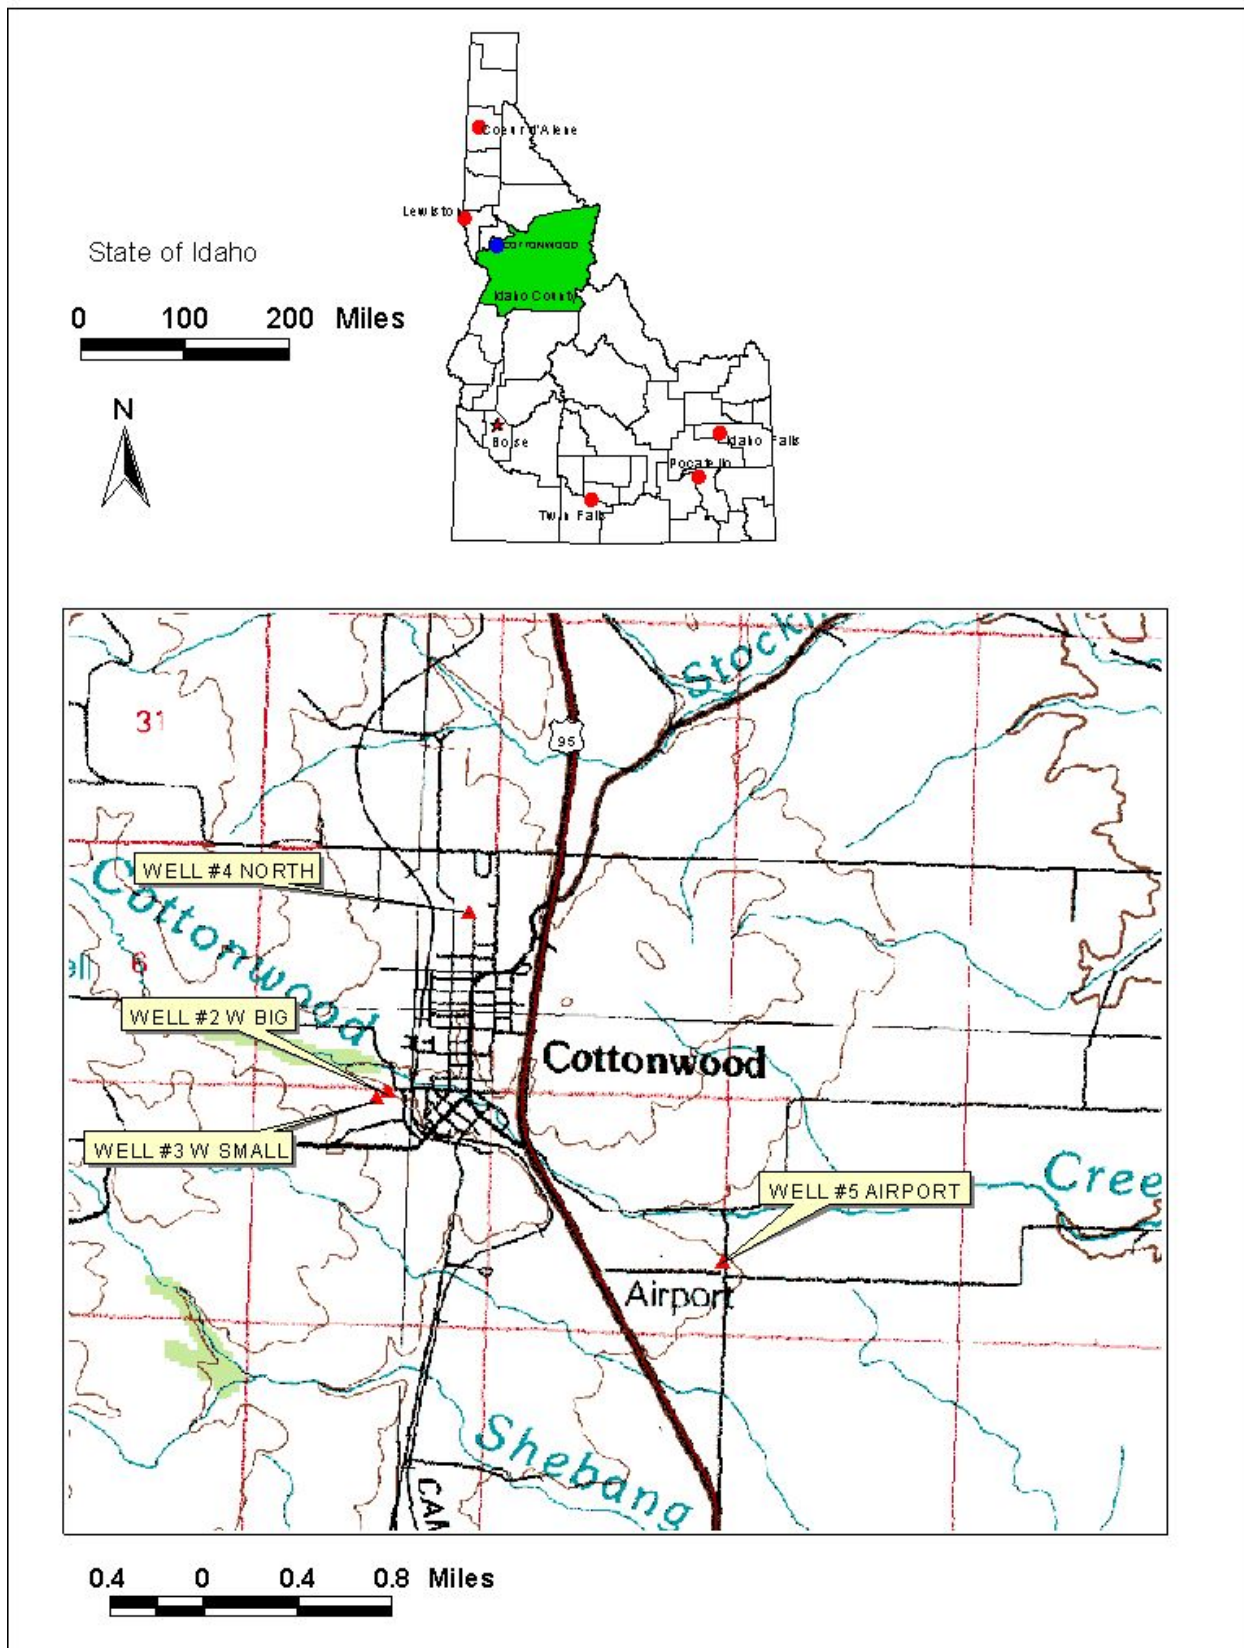 Coeur d'Alene
Lewiston
COTTONWOOD
State of Idaho
Idaho County
0 100 200 Miles
N
Boise
Idaho Falls
Pocatello
Twin Falls
Stock
31
95
WELL #4 NORTH
Cottonwood
ell
6
WELL #2 W BIG
Cottonwood
WELL #3 W SMALL
Cree
WELL #5 AIRPORT
Airport
Shebang
CAM
0.4 0 0.4 0.8 Miles